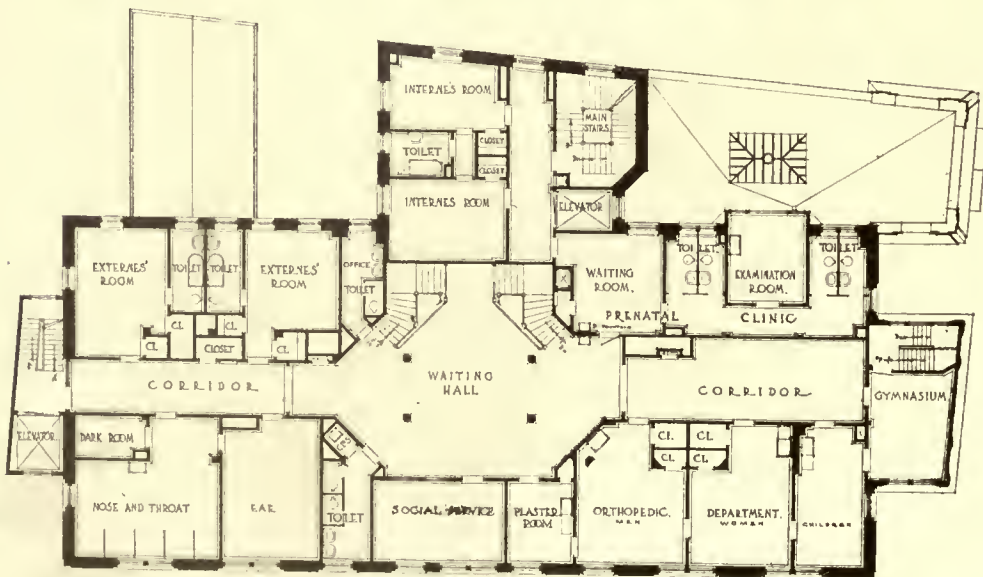 INTERNE'S ROOM
MAIN
STAIRS
TOILET
CLOSET
CLOSET
INTERNES ROOM
ELEVATOR
EXTERNES'
ROOM
TOILET
TOILET
EXTERNES'
ROOM
OFFICE
TOILET
WAITING
ROOM.
TOILET.
EXAMINATION
ROOM.
TOILET
PRENATAL CLINIC
CL.
CL
CL
CLOSET
CL
CORRIDOR
WAITING
HALL
CORRIDOR
GYMNASIUM
ELEVATOR
DARK ROOM
CL.
CL
CL
CL
NOSE AND THROAT
EAR
TOILET
SOCIAL SERVICE
PLASTER
ROOM
ORTHOPEDIC.
MEN
DEPARTMENT.
WOMEN
CHILDREN